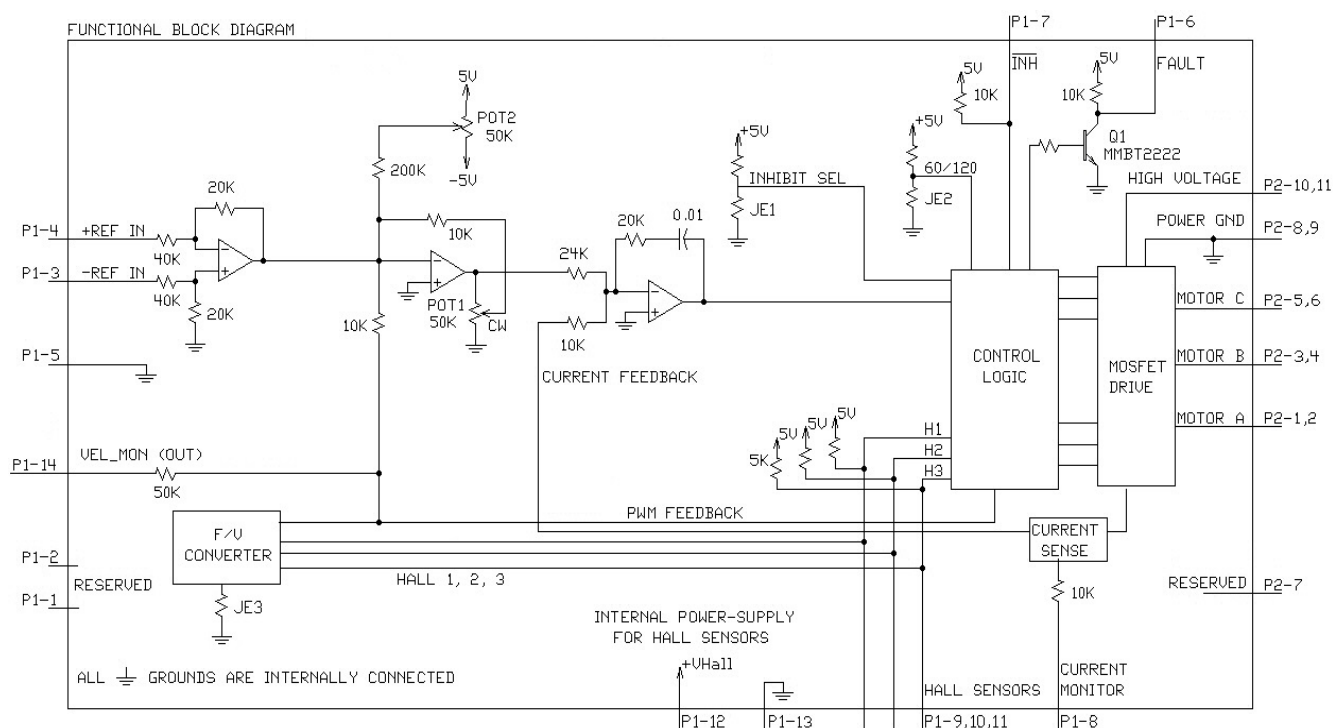 FUNCTIONAL BLOCK DIAGRAM
P1-7
P1-6
INH
FAULT
5V
10K
5V
10K
Q1
MMBT2222
5V
POT2
50K
-5V
200K
+5V
INHIBIT SEL
JE1
+5V
60/120
JE2
HIGH VOLTAGE
P2-10,11
POWER GND
P2-8,9
P1-4
+REF IN
40K
20K
P1-3
-REF IN
40K
20K
10K
POT1
50K
CW
10K
24K
20K
0.01
10K
CURRENT FEEDBACK
CONTROL
LOGIC
MOSFET
DRIVE
MOTOR C
P2-5,6
MOTOR B
P2-3,4
MOTOR A
P2-1,2
P1-5
P1-14
VEL_MON (OUT)
50K
5V
5V
5V
5K
H1
H2
H3
PWM FEEDBACK
F/V
CONVERTER
HALL 1, 2, 3
JE3
CURRENT
SENSE
10K
P1-2
RESERVED
P1-1
RESERVED
P2-7
INTERNAL POWER-SUPPLY
FOR HALL SENSORS
+VHall
ALL GROUNDS ARE INTERNALLY CONNECTED
HALL SENSORS
CURRENT
MONITOR
P1-12
P1-13
P1-9,10,11
P1-8